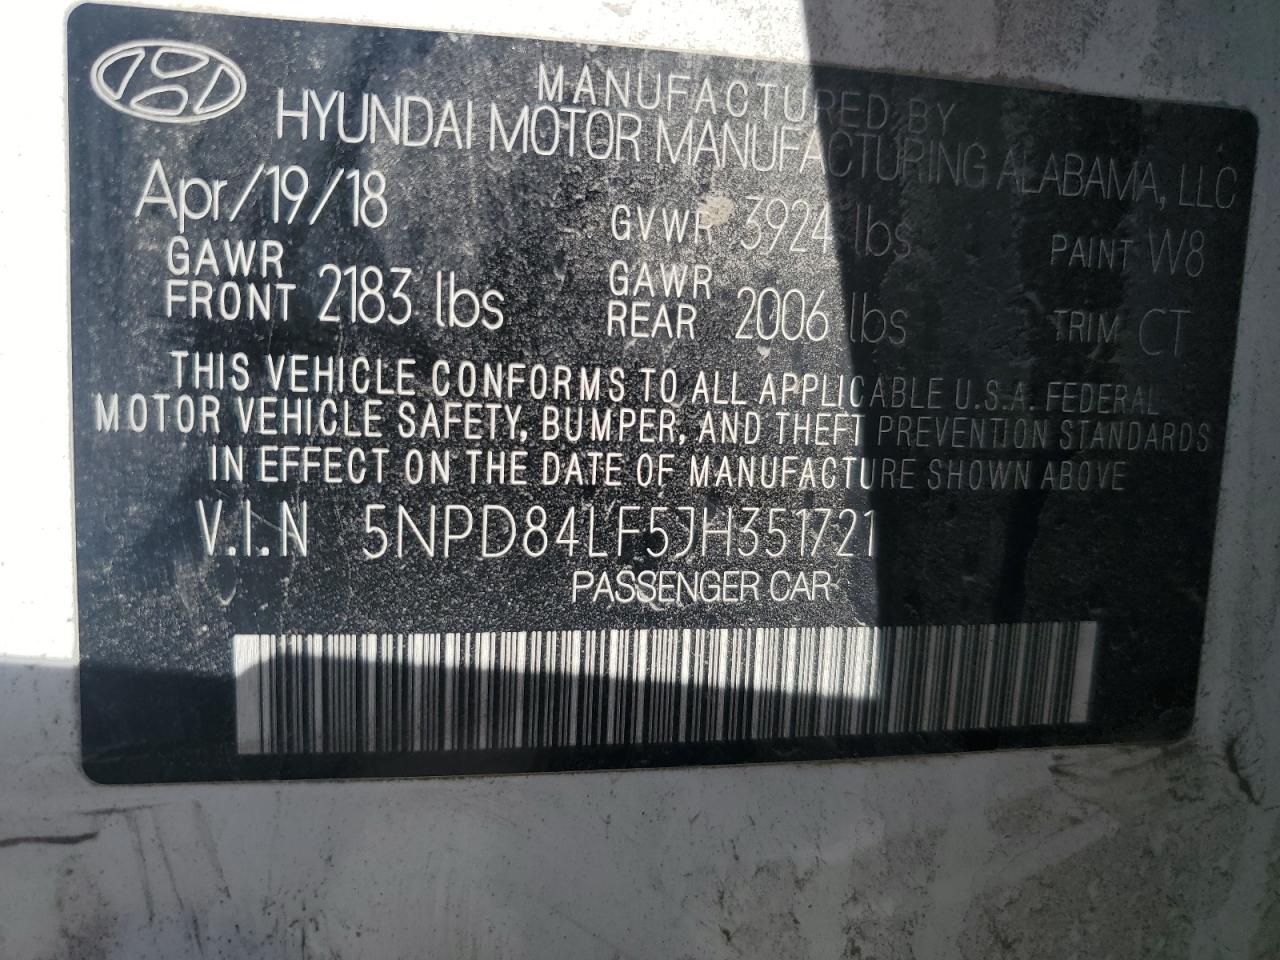 MANUFACTURED BY
HYUNDAI MOTOR MANUFACTURING ALABAMA, LLC
Apr/19/18 GVWR 3924 lbs PAINT W8
GAWR FRONT 2183 lbs GAWR REAR 2006 lbs TRIM CT
THIS VEHICLE CONFORMS TO ALL APPLICABLE U.S.A. FEDERAL
MOTOR VEHICLE SAFETY, BUMPER, AND THEFT PREVENTION STANDARDS
IN EFFECT ON THE DATE OF MANUFACTURE SHOWN ABOVE
V.I.N 5NPD84LF5JH351721
PASSENGER CAR